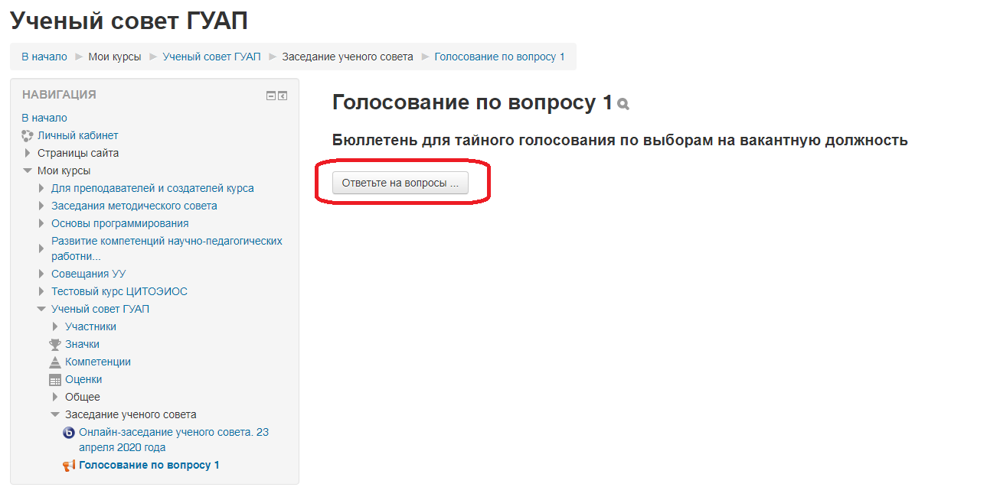 Ученый совет ГУАП
В начало Мои курсы Ученый совет ГУАП Заседание ученого совета Голосование по вопросу 1
НАВИГАЦИЯ
В начало
Личный кабинет
Страницы сайта
Мои курсы
Для преподавателей и создателей курса
Заседания методического совета
Основы программирования
Развитие компетенций научно-педагогических
работни...
Совещания УУ
Тестовый курс ЦИТОЭИОС
Ученый совет ГУАП
Участники
Значки
Компетенции
Оценки
Общее
Заседание ученого совета
Онлайн-заседание ученого совета. 23
апреля 2020 года
Голосование по вопросу 1
Голосование по вопросу 1
Бюллетень для тайного голосования по выборам на вакантную должность
Ответьте на вопросы ...